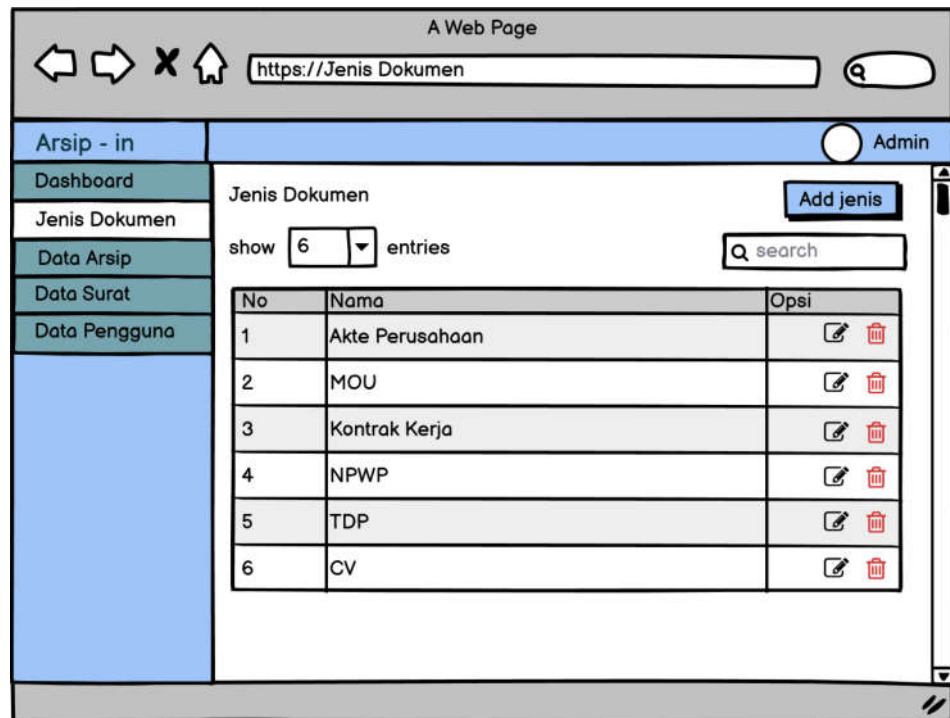 A Web Page
https://Jenis Dokumen
Arsip - in
Admin
Dashboard
Jenis Dokumen
Data Arsip
Data Surat
Data Pengguna
Jenis Dokumen
Add jenis
show 6 entries
search
No Nama Opsi
1 Akte Perusahaan
2 MOU
3 Kontrak Kerja
4 NPWP
5 TDP
6 CV